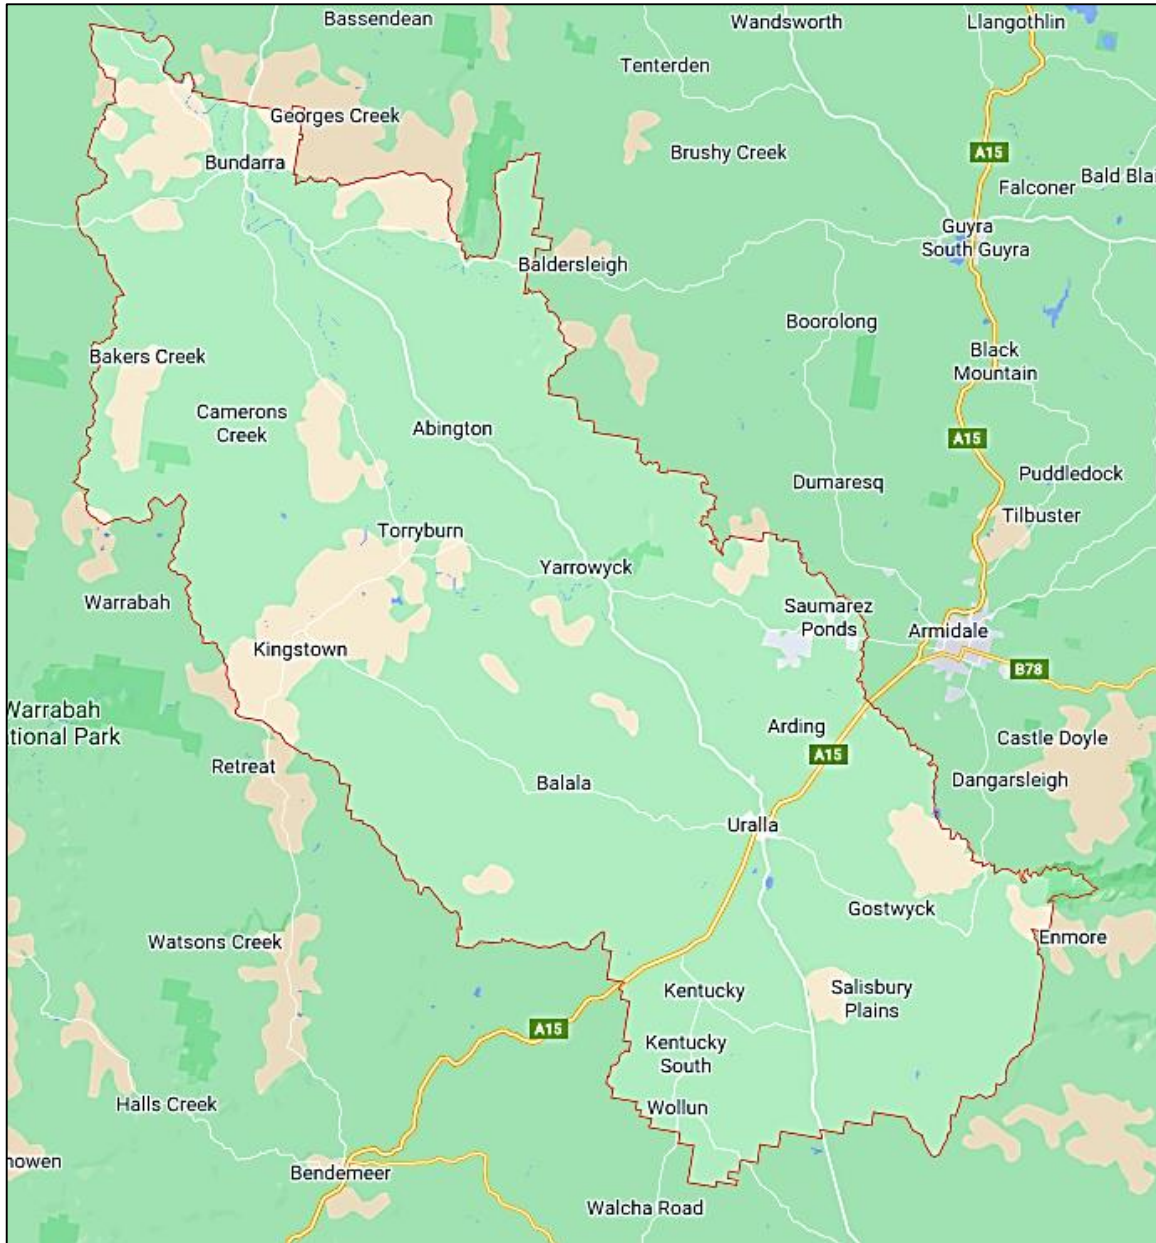 Bassendean
Wandsworth
Llangothlin
Tenterden
Georges Creek
Brushy Creek
A15
Bundarra
Falconer
Bald Blai
Guyra
South Guyra
Baldersleigh
Boorolong
Bakers Creek
Black
Mountain
Camerons
Creek
Abington
A15
Puddledock
Dumaresq
Tilbuster
Torryburn
Yarrowyck
Warrabah
Saumarez
Ponds
Armidale
Kingstown
B78
Warrabah
tional Park
Arding
Castle Doyle
A15
Retreat
Dangarsleigh
Balala
Uralla
Gostwyck
Watsons Creek
Enmore
Kentucky
Salisbury
Plains
A15
Kentucky
South
Halls Creek
Wollun
nowen
Bendemeer
Walcha Road